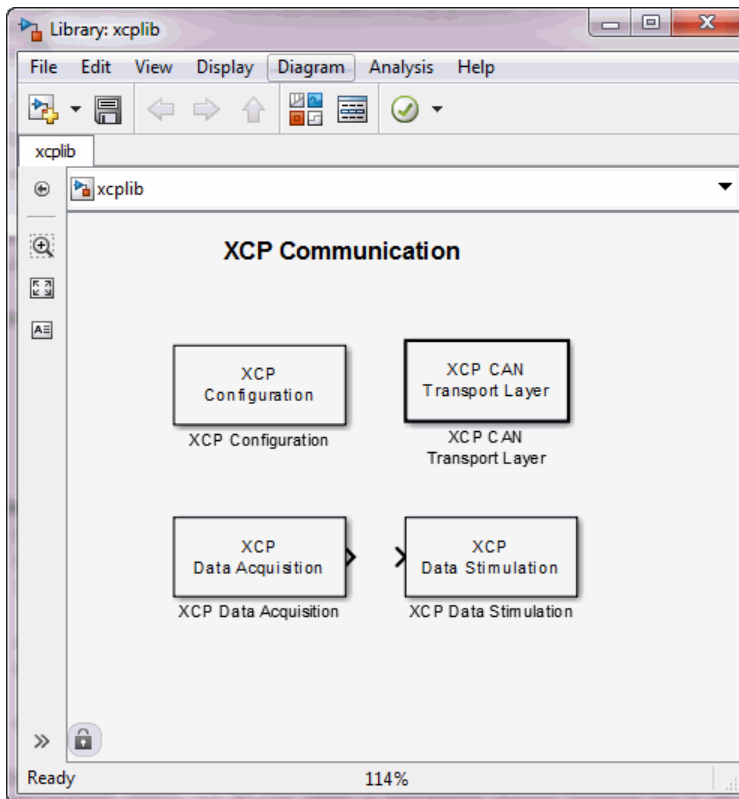 Library: xcplib
File Edit View Display Diagram Analysis Help
xcplib
xcplib
XCP Communication
XCP
Configuration
XCP Configuration
XCP CAN
Transport Layer
XCP CAN
Transport Layer
XCP
Data Acquisition
XCP Data Acquisition
XCP
Data Stimulation
XCP Data Stimulation
Ready 114%